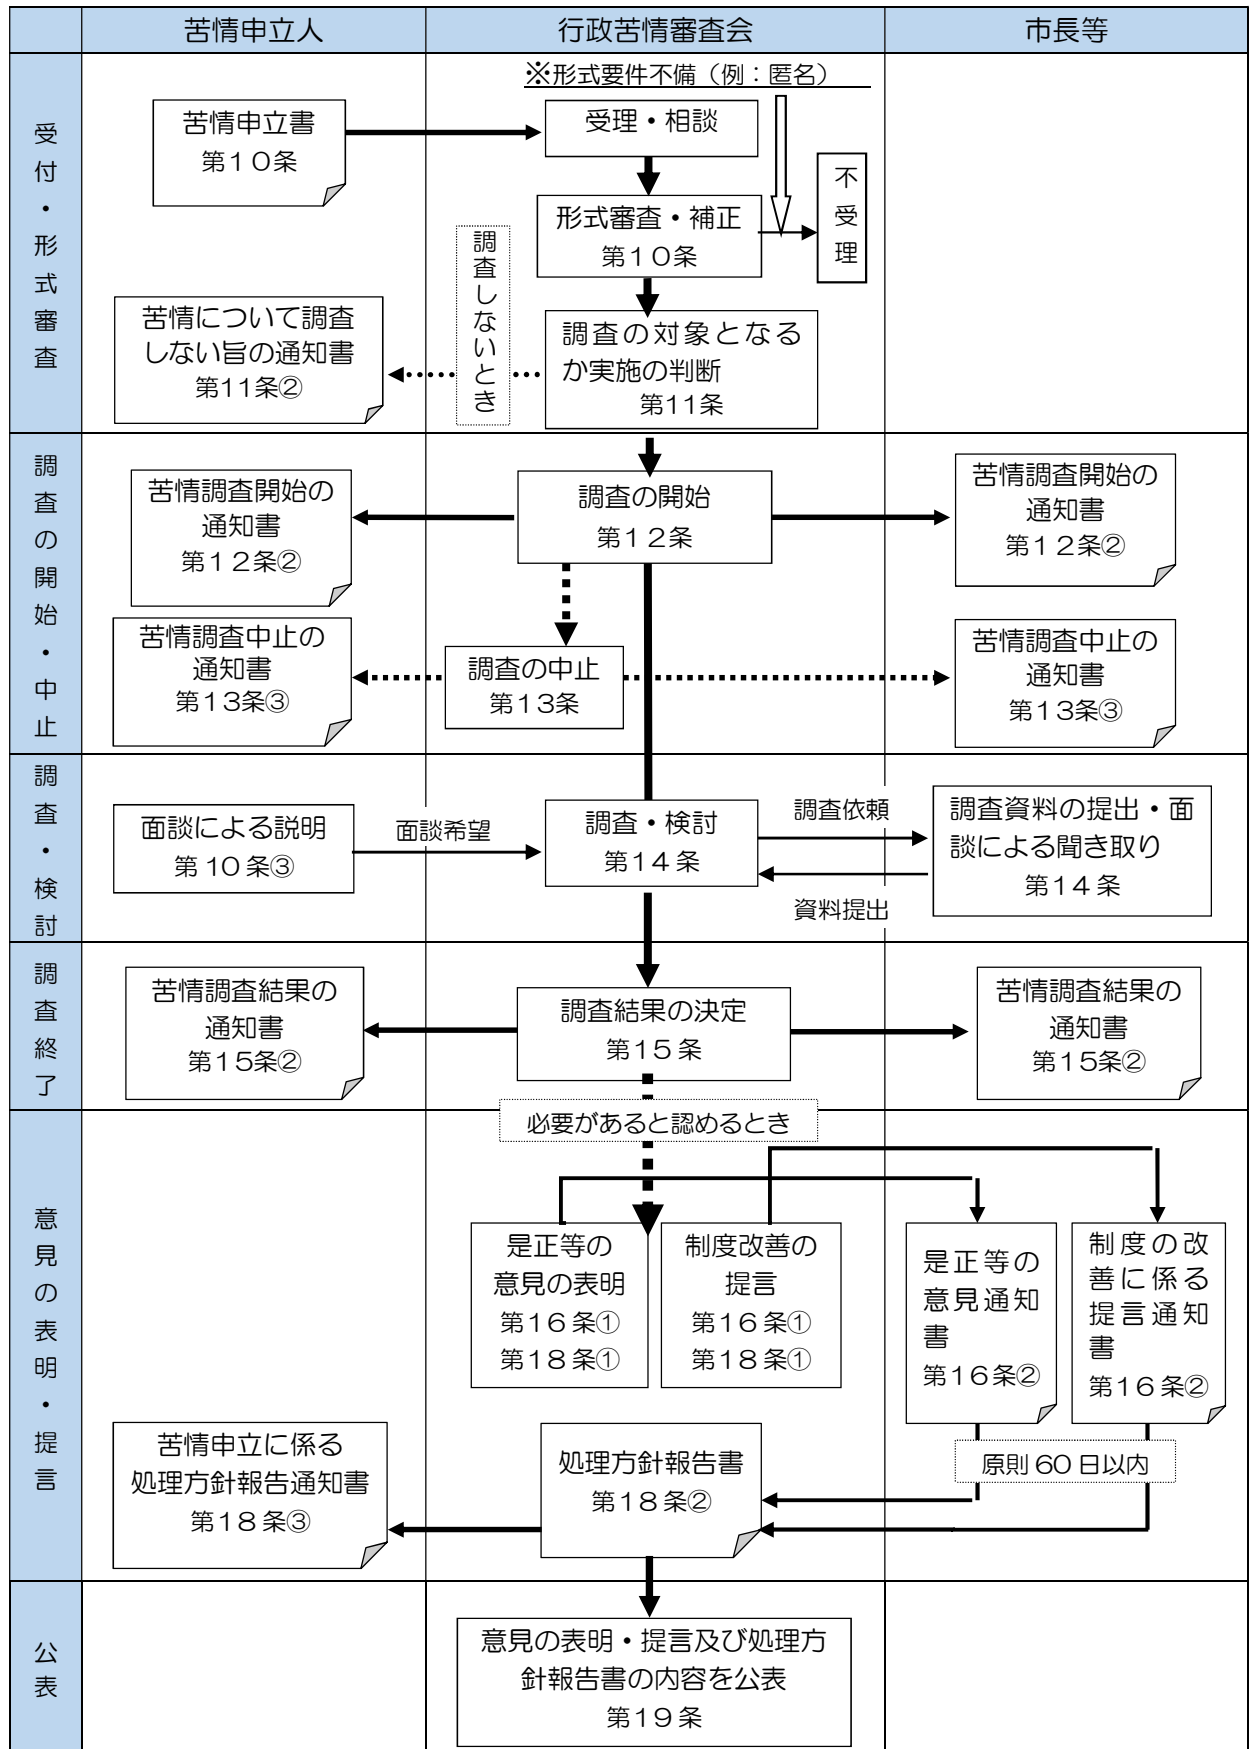 苦情申立人
行政苦情審査会
市長等
受付・形式審査
※形式要件不備（例：匿名）
苦情申立書
第１０条
受理・相談
不受理
形式審査・補正
第１０条
調査しないとき
苦情について調査
しない旨の通知書
第11条②
調査の対象となる
か実施の判断
第11条
調査の開始・中止
苦情調査開始の
通知書
第１２条②
調査の開始
第１２条
苦情調査開始の
通知書
第１２条②
苦情調査中止の
通知書
第１３条③
調査の中止
第１３条
苦情調査中止の
通知書
第１３条③
調査・検討
面談による説明
第 10 条③
面談希望
調査・検討
第１４条
調査依頼
資料提出
調査資料の提出・面
談による聞き取り
第１４条
調査終了
苦情調査結果の
通知書
第１５条②
調査結果の決定
第１５条
苦情調査結果の
通知書
第１５条②
必要があると認めるとき
意見の表明・提言
是正等の
意見の表明
第１６条①
第１８条①
制度改善の
提言
第１６条①
第１８条①
是正等の
意見通知
書
第１６条②
制度の改
善に係る
提言通知
書
第１６条②
原則 60 日以内
苦情申立に係る
処理方針報告通知書
第１８条③
処理方針報告書
第１８条②
公表
意見の表明・提言及び処理方
針報告書の内容を公表
第１９条